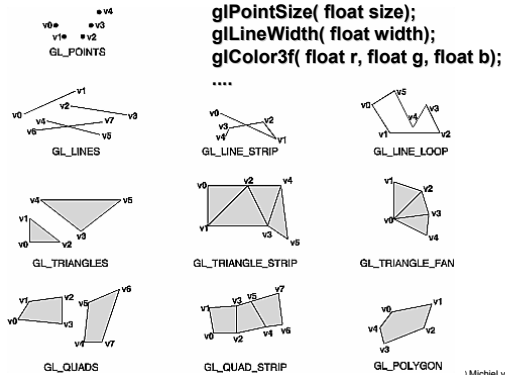 glPointSize( float size);
glLineWidth( float width);
glColor3f( float r, float g, float b);
....
v4
v0
v1 v2
GL_POINTS
v1
v2
v0 v3
v4 v7
v6 v5
GL_LINES
v0 v2
v3
v4 v1
GL_LINE_STRIP
v5
v0 v3
v4
v1 v2
GL_LINE_LOOP
v4 v5
v1
v3
v0 v2
GL_TRIANGLES
v0 v2 v4
v1 v3
v5
GL_TRIANGLE_STRIP
v1
v2
v3
v0
v4
GL_TRIANGLE_FAN
v1 v2
v0 v3
v6
v5
v4 v7
GL_QUADS
v1 v3 v5 v7
v0 v2 v4 v6
GL_QUAD_STRIP
v0 v1
v4 v2
v3
GL_POLYGON
) Michiel v